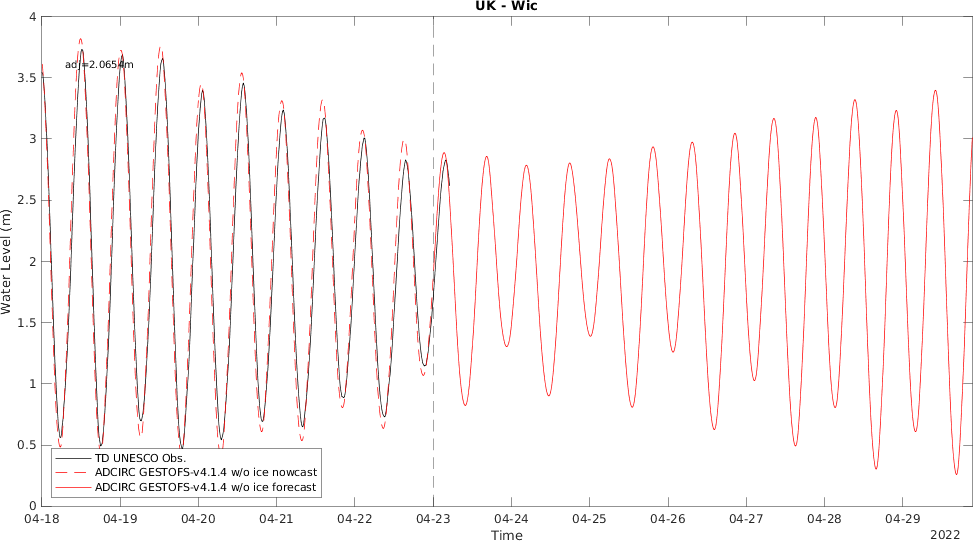 UK - Wic
4
3.5
3
2.5
2
1.5
1
0.5
0
Water Level (m)
adj=2.0654m
TD UNESCO Obs.
ADCIRC GESTOFS-v4.1.4 w/o ice nowcast
ADCIRC GESTOFS-v4.1.4 w/o ice forecast
04-18 04-19 04-20 04-21 04-22 04-23 04-24 04-25 04-26 04-27 04-28 04-29
Time
2022